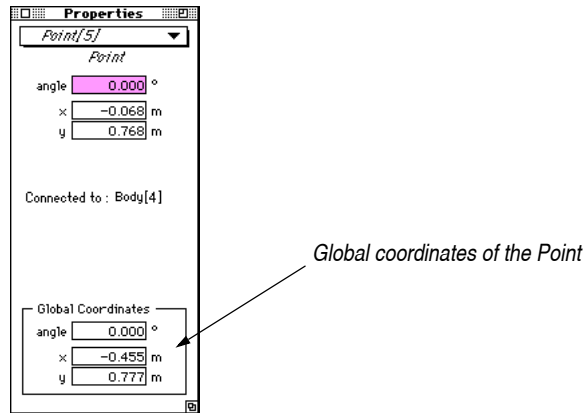 Properties
Point[5]
Point
angle 0.000 °
x -0.068 m
y 0.768 m
Connected to : Body[4]
Global coordinates of the Point
Global Coordinates
angle 0.000 °
x -0.455 m
y 0.777 m